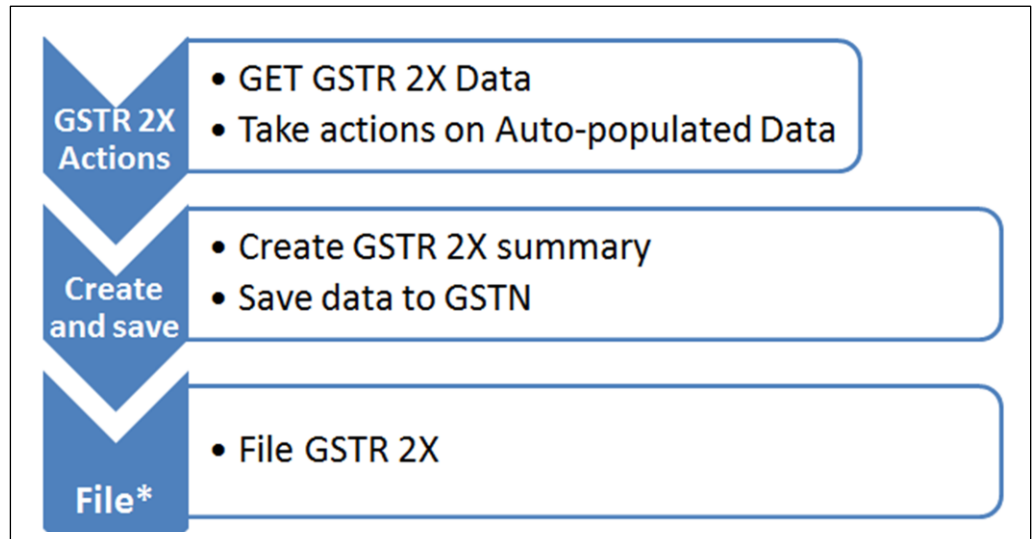 GSTR 2X
Actions
• GET GSTR 2X Data
• Take actions on Auto-populated Data
Create
and save
• Create GSTR 2X summary
• Save data to GSTN
File*
• File GSTR 2X